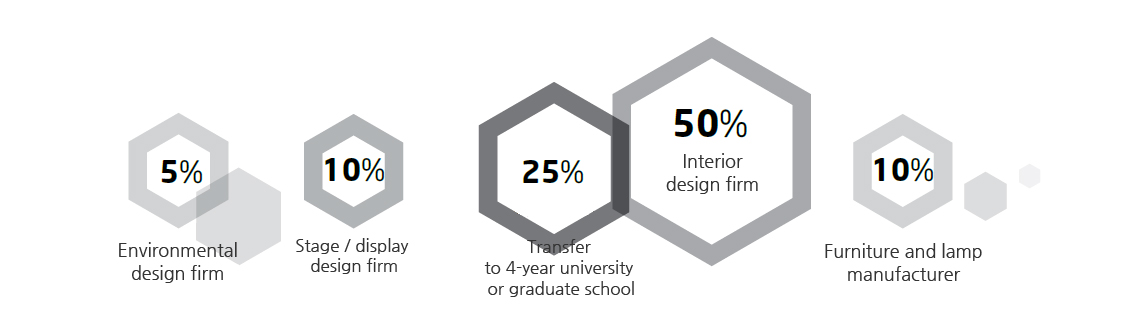 5%
Environmental
design firm
10%
Stage / display
design firm
25%
Transfer
to 4-year university
or graduate school
50%
Interior
design firm
10%
Furniture and lamp
manufacturer